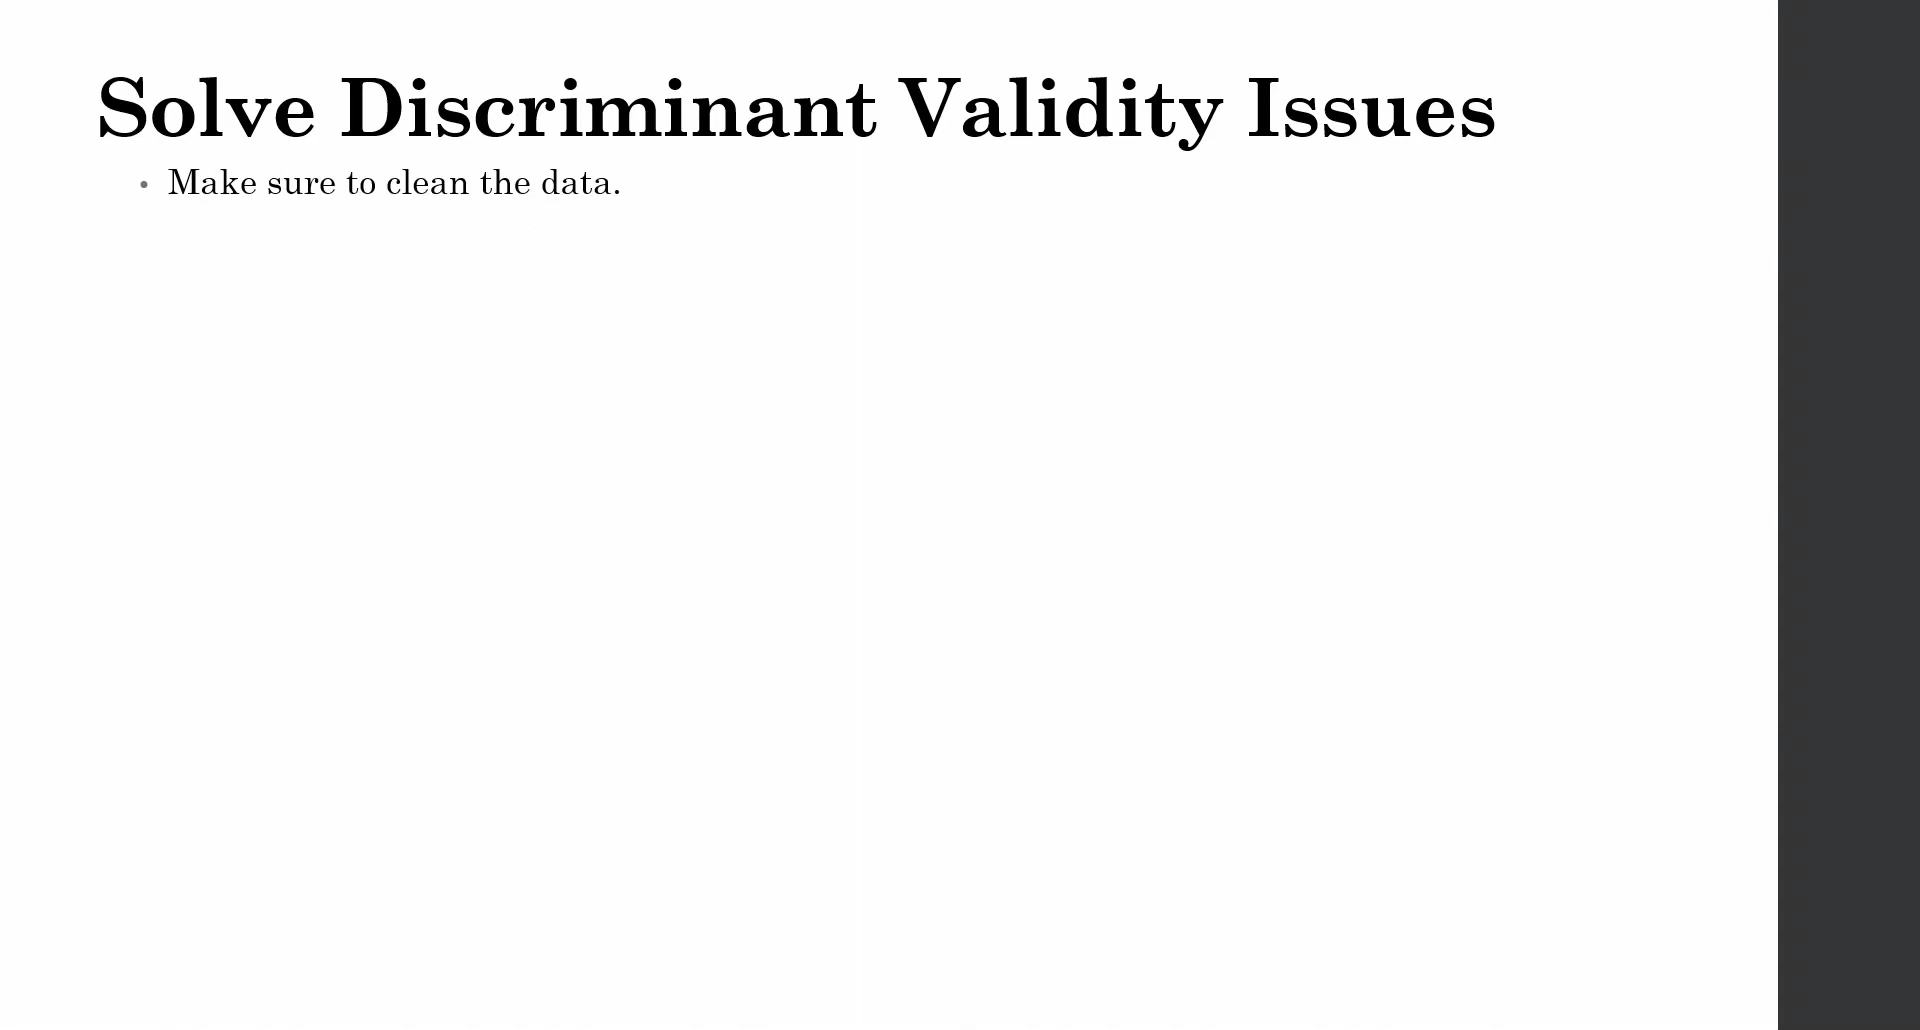 Solve Discriminant Validity Issues
• Make sure to clean the data.